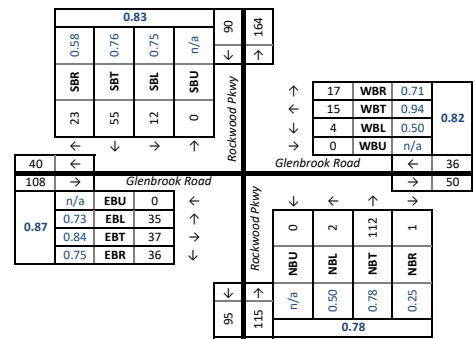 0.83
0.58 0.76 0.75 n/a
SBR SBT SBL SBU
23 55 12 0
← ↓ → ↑
90 164
↓ ↑
Rockwood Pkwy
↑ 17 WBR 0.71
← 15 WBT 0.94
↓ 4 WBL 0.50
→ 0 WBU n/a
0.82
40 ←
Glenbrook Road ← 36
108 → Glenbrook Road
→ 50
0.87
n/a EBU 0 ←
0.73 EBL 35 ↑
0.84 EBT 37 →
0.75 EBR 36 ↓
Rockwood Pkwy
↓ ← ↑ →
0 2 112 1
NBU NBL NBT NBR
n/a 0.50 0.78 0.25
↓ ↑
95 115
0.78